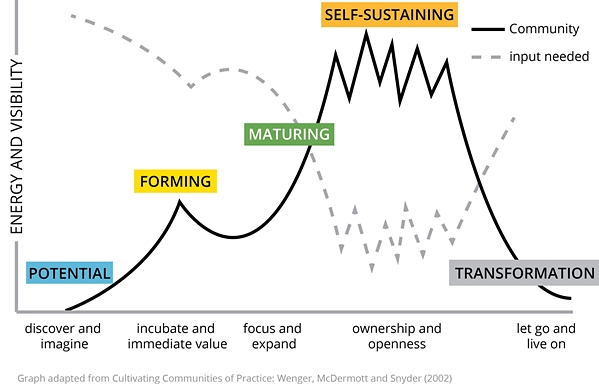 SELF-SUSTAINING
Community
input needed
ENERGY AND VISIBILITY
MATURING
FORMING
POTENTIAL
TRANSFORMATION
discover and
imagine
incubate and
immediate value
focus and
expand
ownership and
openness
let go and
live on
Graph adapted from Cultivating Communities of Practice: Wenger, McDermott and Snyder (2002)